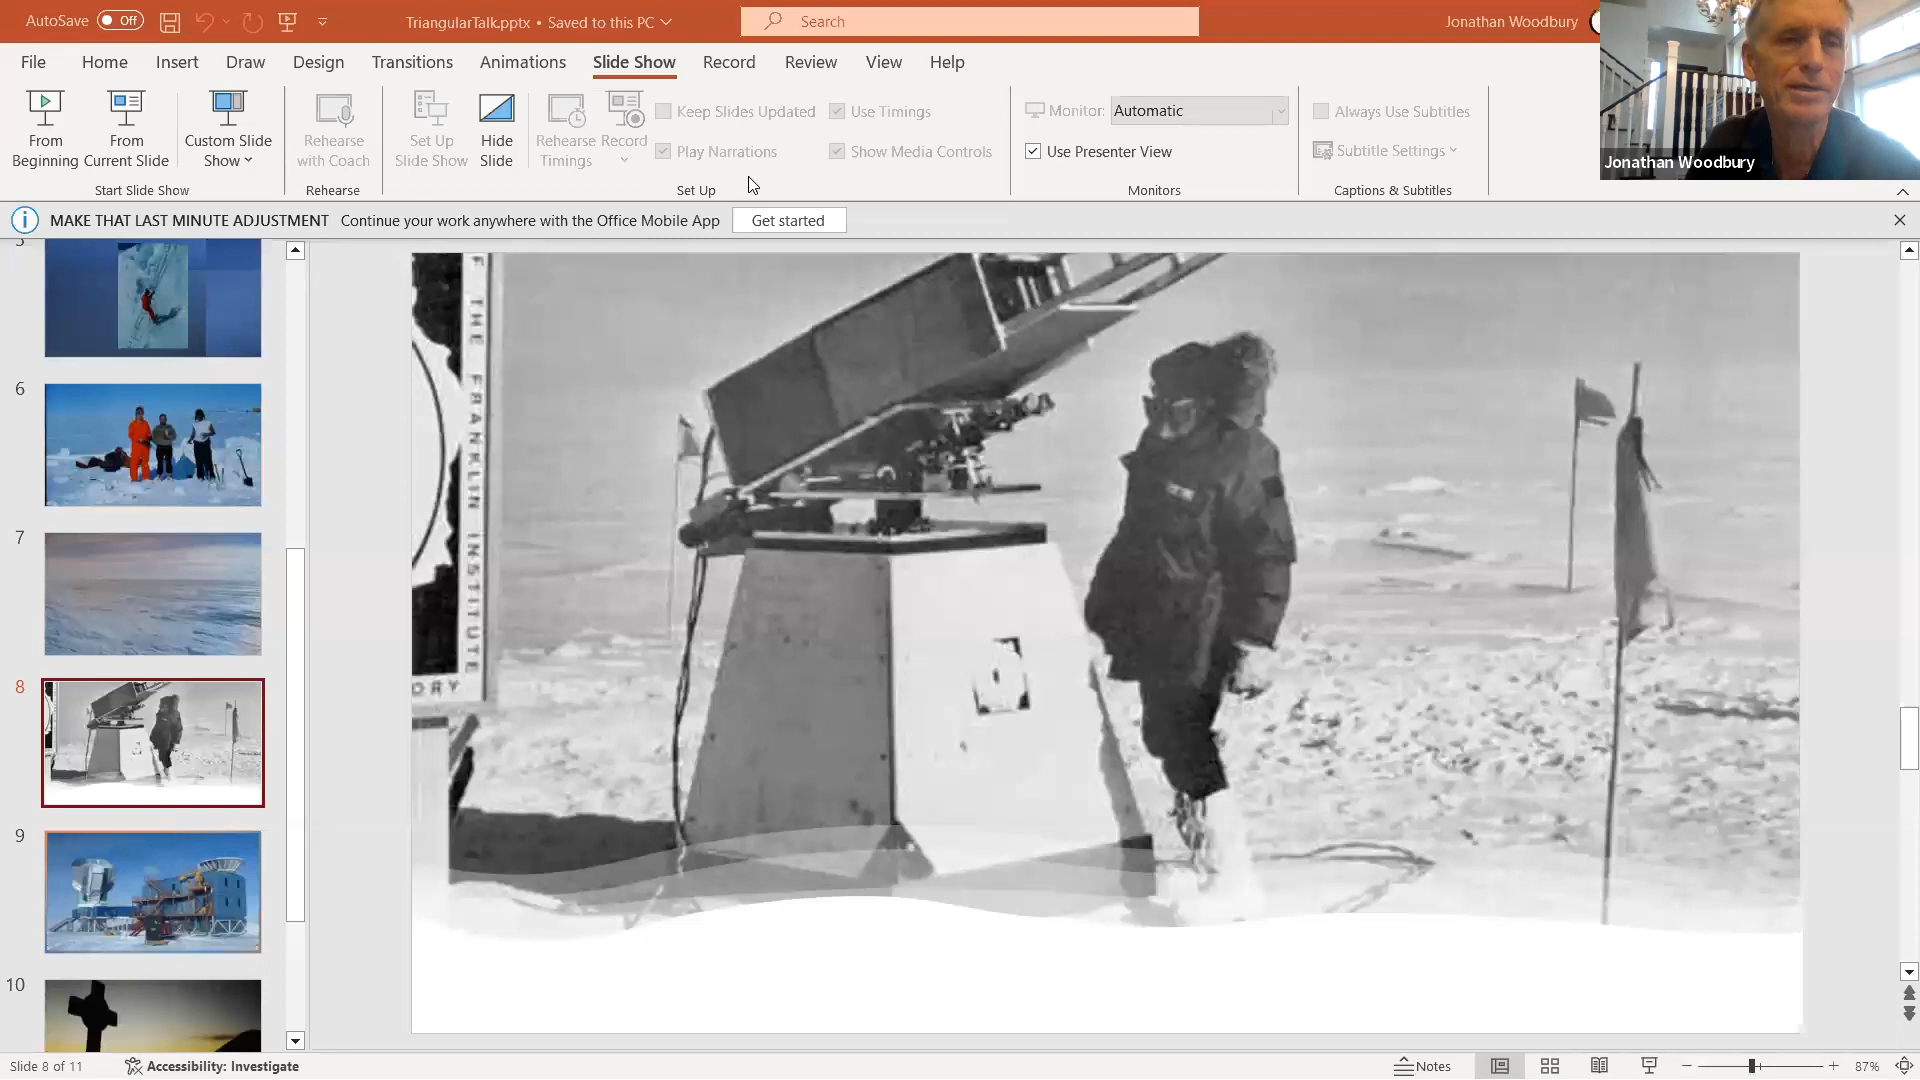 AutoSave Off
TriangularTalk.pptx • Saved to this PC
Search
Jonathan Woodbury
File Home Insert Draw Design Transitions Animations Slide Show Record Review View Help
From Beginning
From Current Slide
Custom Slide Show
Start Slide Show
Rehearse with Coach
Rehearse
Set Up Slide Show
Hide Slide
Rehearse Timings
Record
Keep Slides Updated
Play Narrations
Use Timings
Show Media Controls
Set Up
Monitor: Automatic
Use Presenter View
Monitors
Always Use Subtitles
Subtitle Settings
Captions & Subtitles
Jonathan Woodbury
MAKE THAT LAST MINUTE ADJUSTMENT Continue your work anywhere with the Office Mobile App Get started
6
7
8
9
10
F THE FRANKLIN INSTITUTE
ORY
Slide 8 of 11
Accessibility: Investigate
Notes
87%